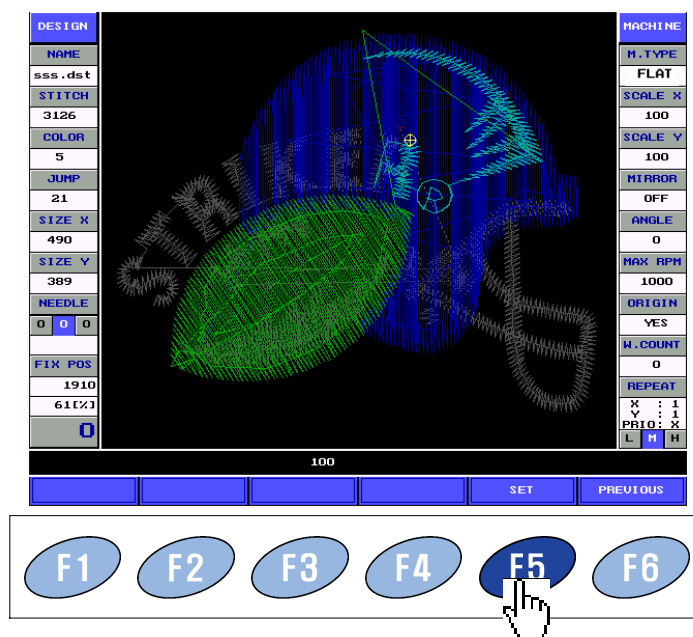 DESIGN
NAME
sss.dst
STITCH
3126
COLOR
5
JUMP
21
SIZE X
490
SIZE Y
389
NEEDLE
0 0 0
FIX POS
1910
61[%]
0
STRIKER
R
MACHINE
M.TYPE
FLAT
SCALE X
100
SCALE Y
100
MIRROR
OFF
ANGLE
0
MAX RPM
1000
ORIGIN
YES
W.COUNT
0
REPEAT
X : 1
Y : 1
PRIO: X
L M H
100
SET PREVIOUS
F1 F2 F3 F4 F5 F6